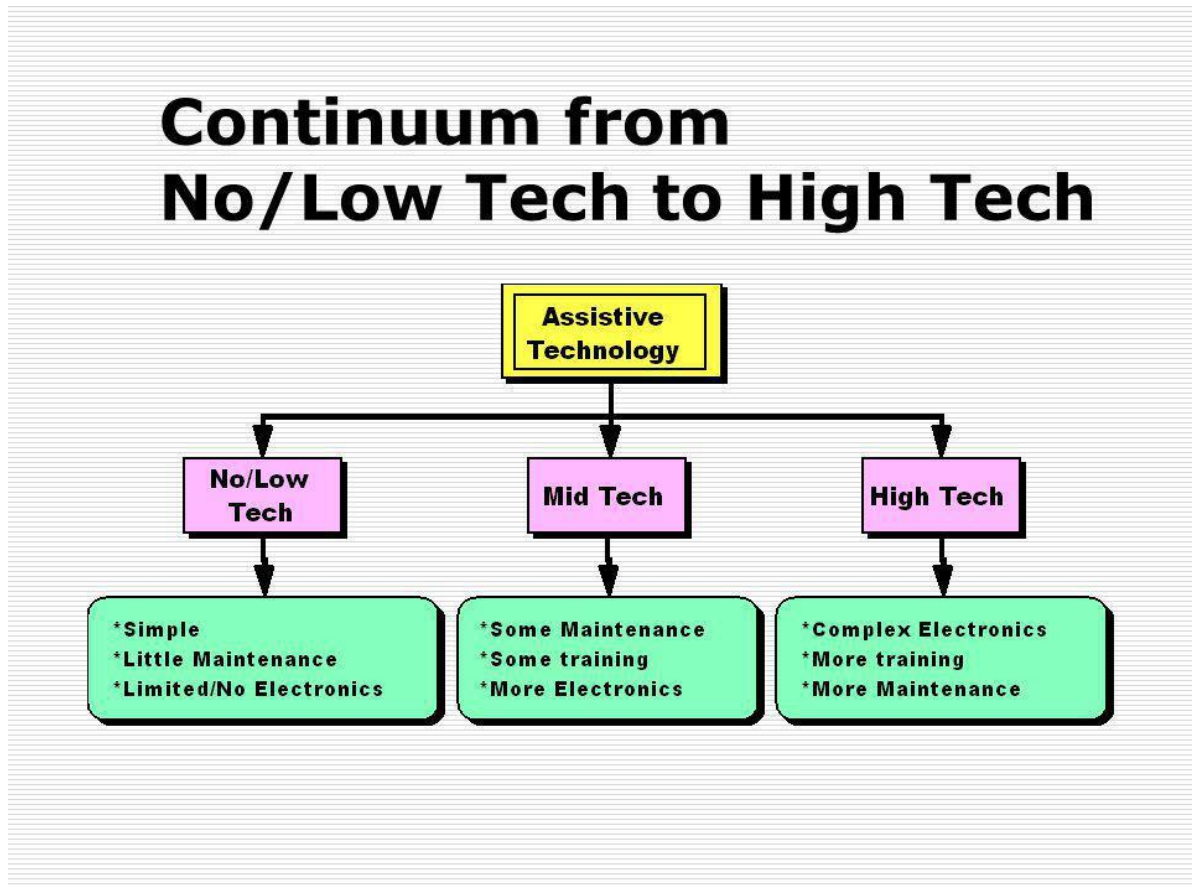 Continuum from
No/Low Tech to High Tech
Assistive
Technology
No/Low
Tech
Mid Tech
High Tech
*Simple
*Little Maintenance
*Limited/No Electronics
*Some Maintenance
*Some training
*More Electronics
*Complex Electronics
*More training
*More Maintenance